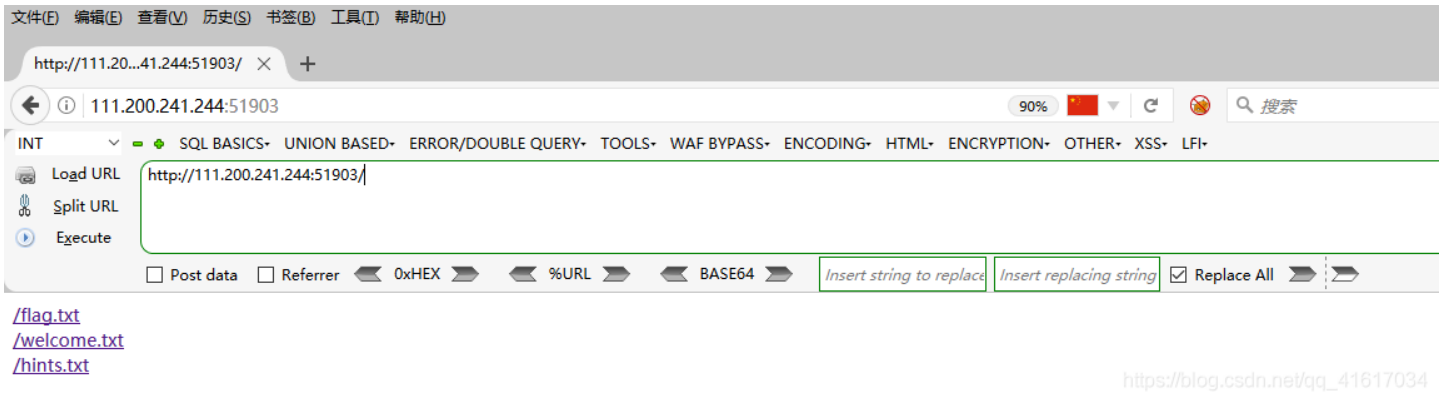 文件(F) 编辑(E) 查看(V) 历史(S) 书签(B) 工具(T) 帮助(H)
http://111.20...41.244:51903/
111.200.241.244:51903 90% 搜索
INT SQL BASICS UNION BASED ERROR/DOUBLE QUERY TOOLS WAF BYPASS ENCODING HTML ENCRYPTION OTHER XSS LFI
Load URL http://111.200.241.244:51903/
Split URL
Execute
Post data Referrer 0xHEX %URL BASE64 Insert string to replace Insert replacing string Replace All
/flag.txt
/welcome.txt
/hints.txt
https://blog.csdn.net/qq_41617034